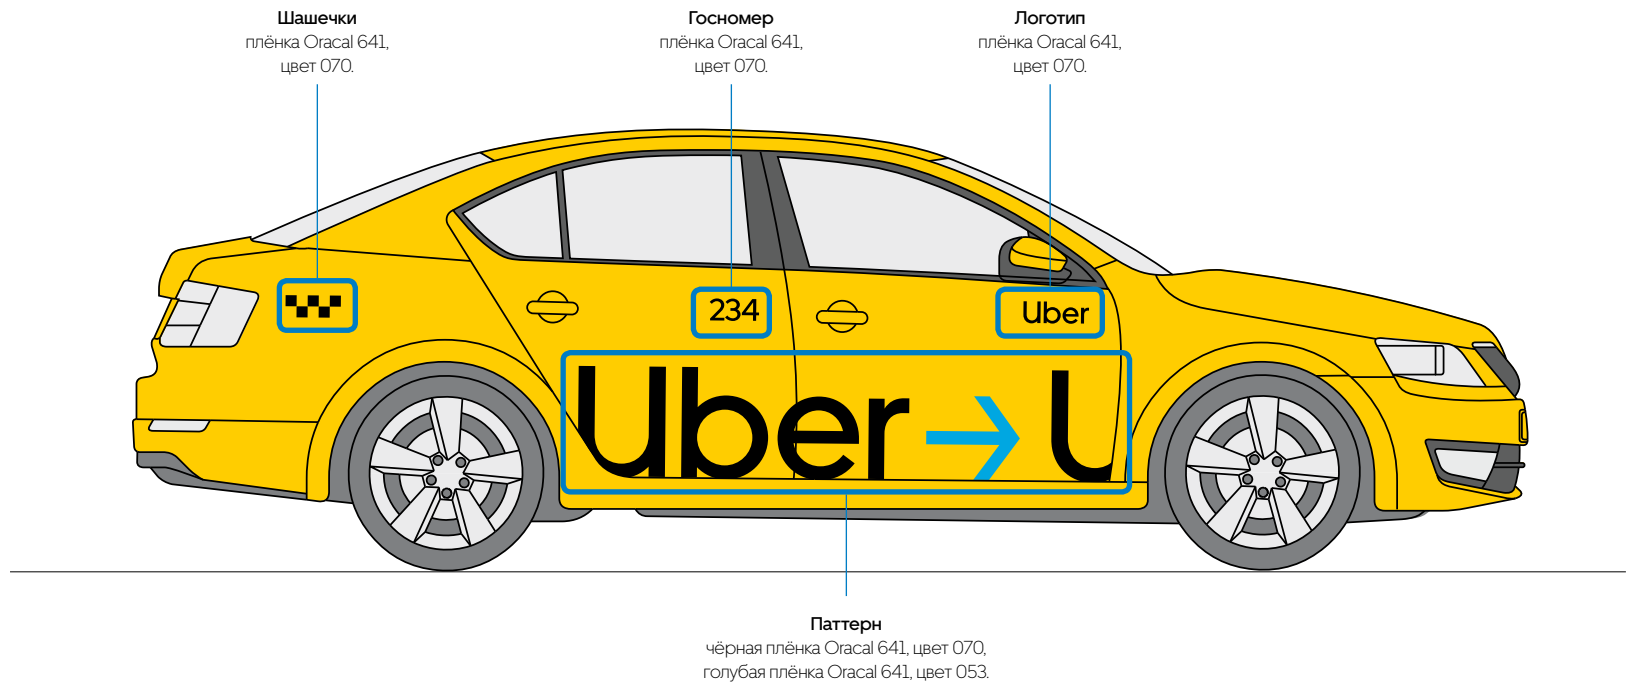 Шашечки
плёнка Oracal 641,
цвет 070.
Госномер
плёнка Oracal 641,
цвет 070.
Логотип
плёнка Oracal 641,
цвет 070.
234
Uber
Uber→U
Паттерн
чёрная плёнка Oracal 641, цвет 070,
голубая плёнка Oracal 641, цвет 053.